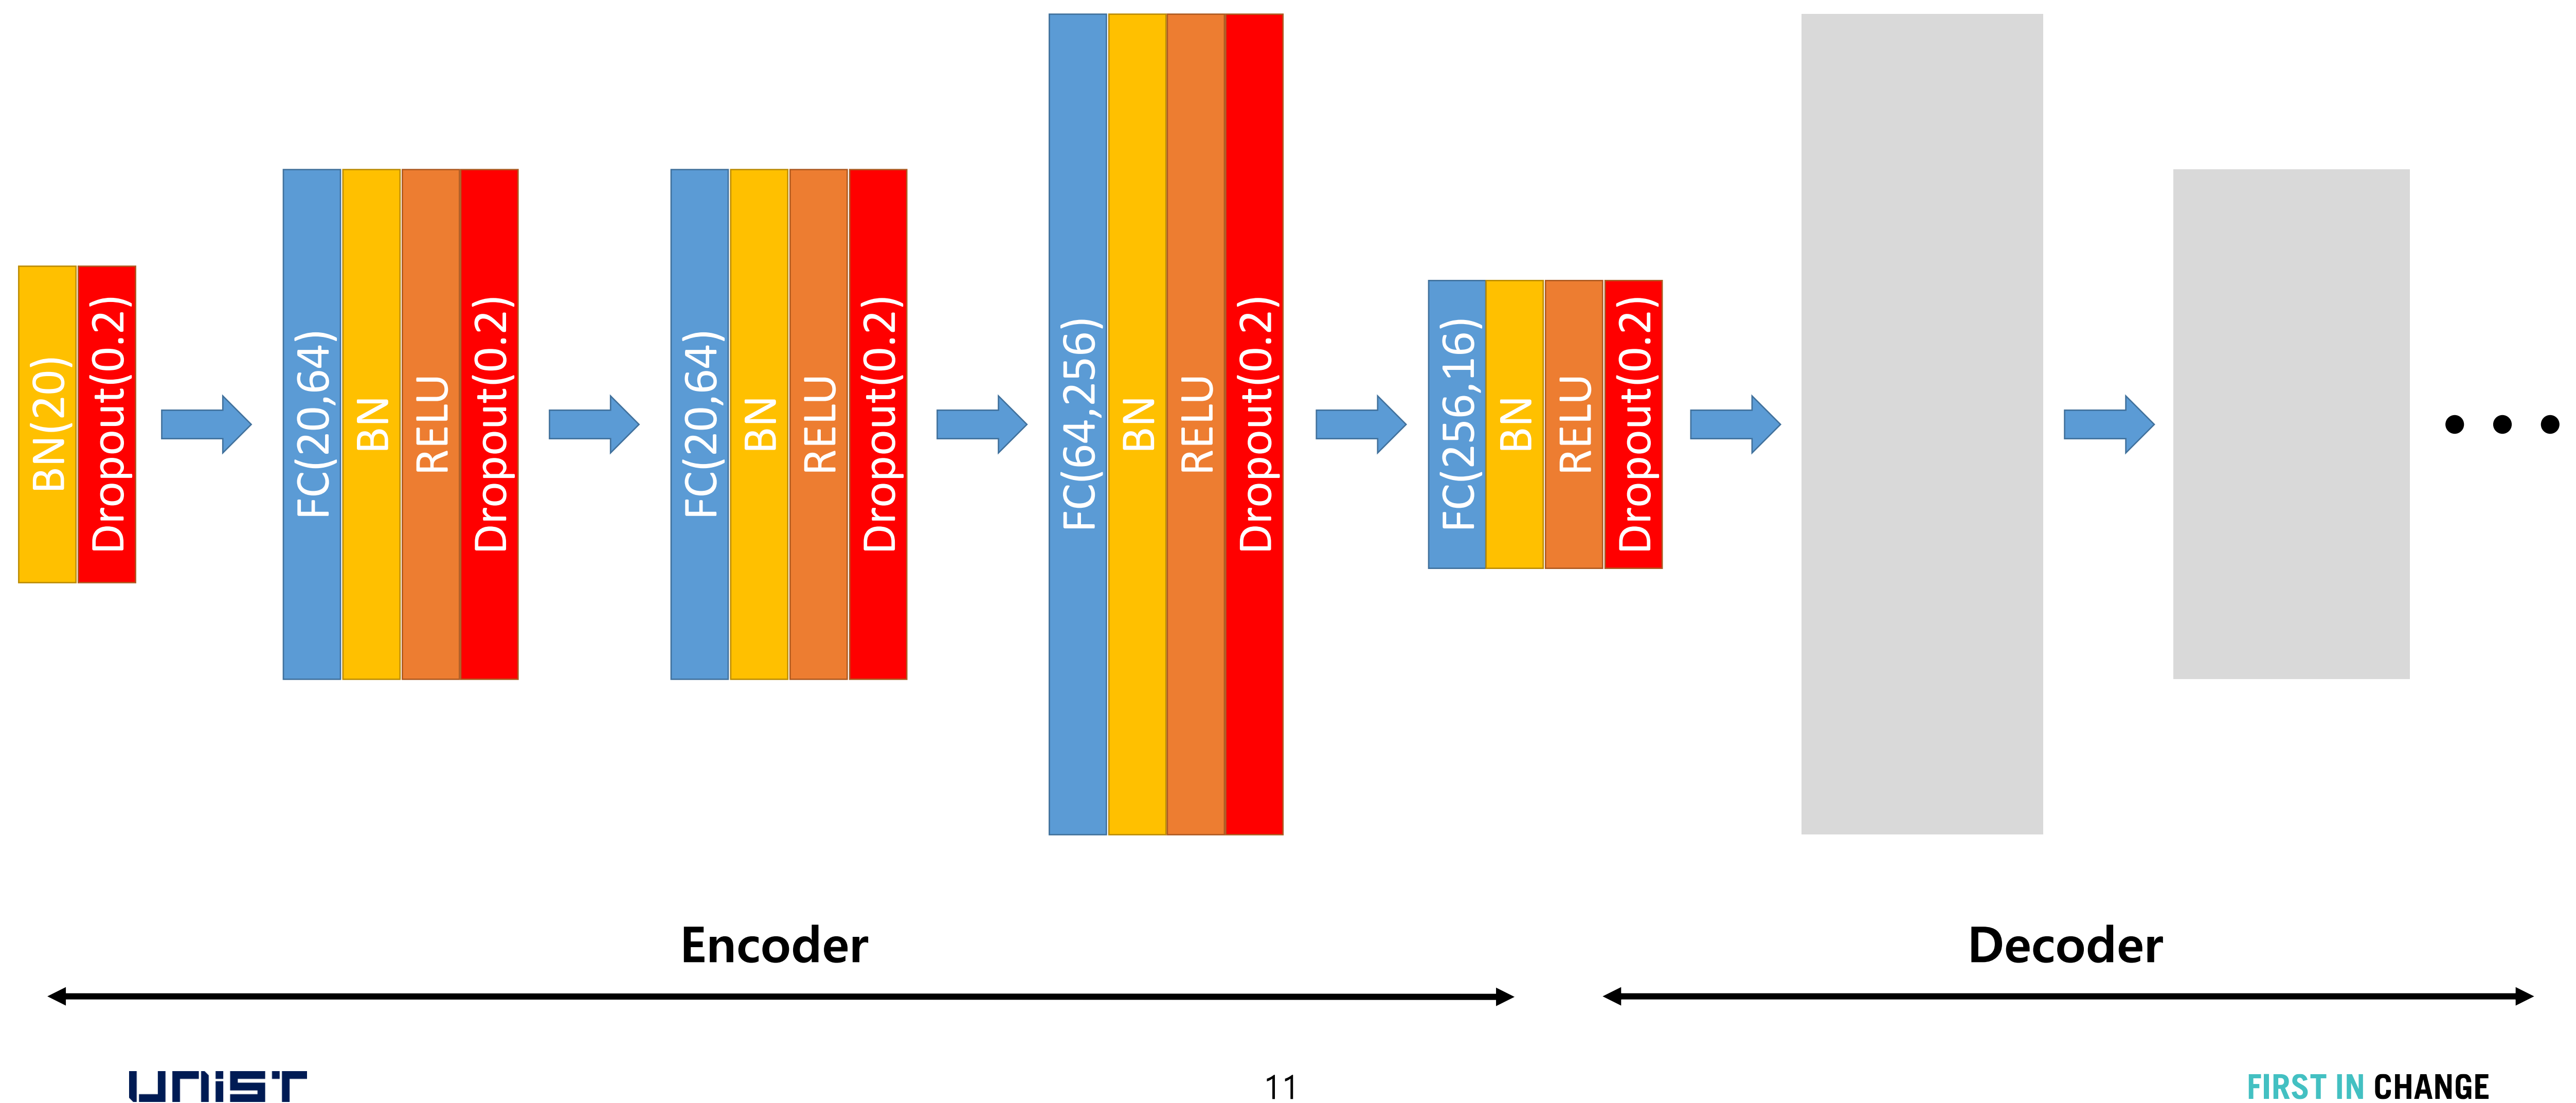 BN(20)
Dropout(0.2)
FC(20,64)
BN
RELU
Dropout(0.2)
FC(20,64)
BN
RELU
Dropout(0.2)
FC(64,256)
BN
RELU
Dropout(0.2)
FC(256,16)
BN
RELU
Dropout(0.2)
Encoder
Decoder
UNIST
11
FIRST IN CHANGE